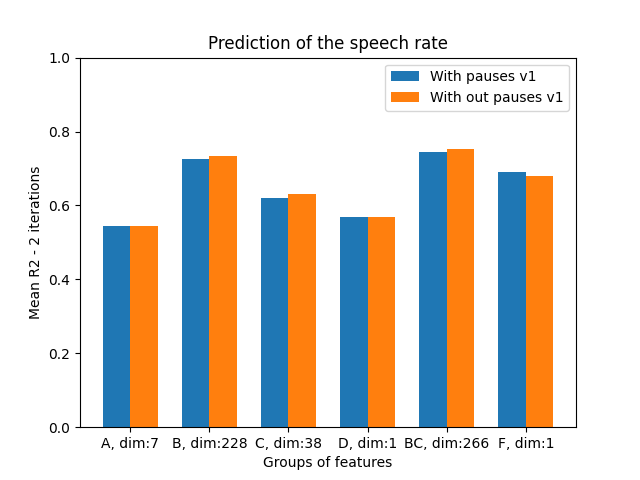 Prediction of the speech rate
With pauses v1
With out pauses v1
Mean R2 - 2 iterations
1.0
0.8
0.6
0.4
0.2
0.0
A, dim:7 B, dim:228 C, dim:38 D, dim:1 BC, dim:266 F, dim:1
Groups of features